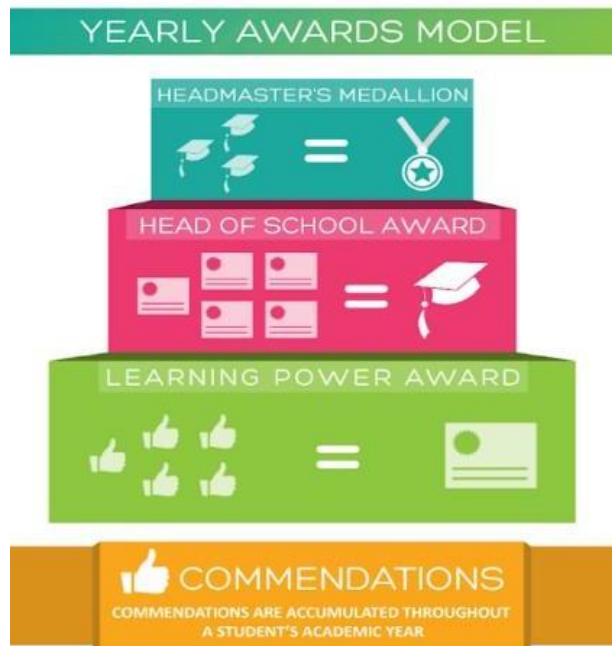 YEARLY AWARDS MODEL
HEADMASTER'S MEDALLION
HEAD OF SCHOOL AWARD
LEARNING POWER AWARD
COMMENDATIONS
COMMENDATIONS ARE ACCUMULATED THROUGHOUT
A STUDENT'S ACADEMIC YEAR